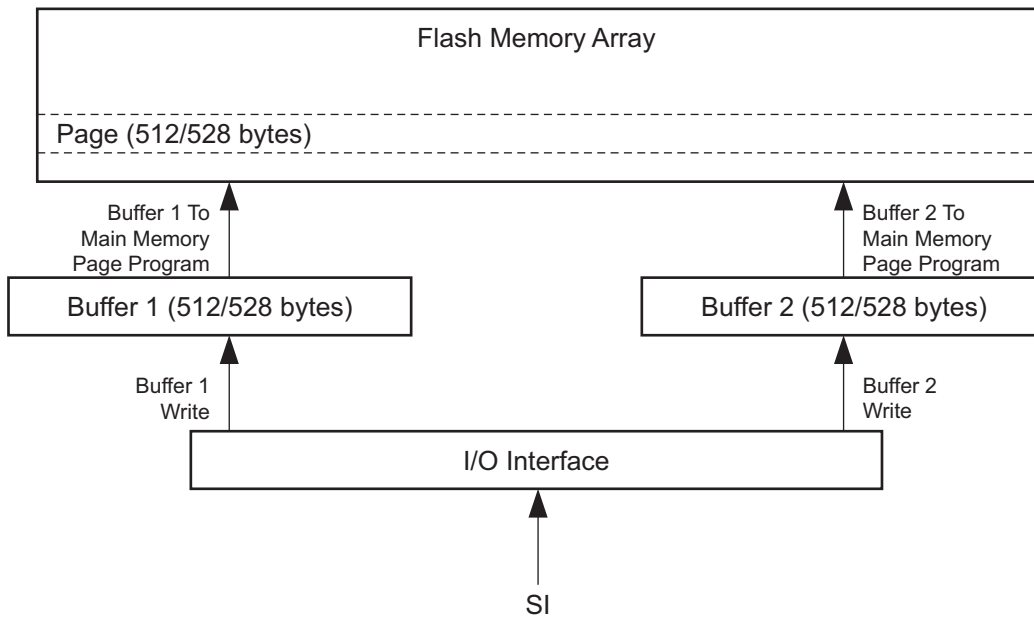 Flash Memory Array
Page (512/528 bytes)
Buffer 1 To
Main Memory
Page Program
Buffer 2 To
Main Memory
Page Program
Buffer 1 (512/528 bytes)
Buffer 2 (512/528 bytes)
Buffer 1
Write
Buffer 2
Write
I/O Interface
SI